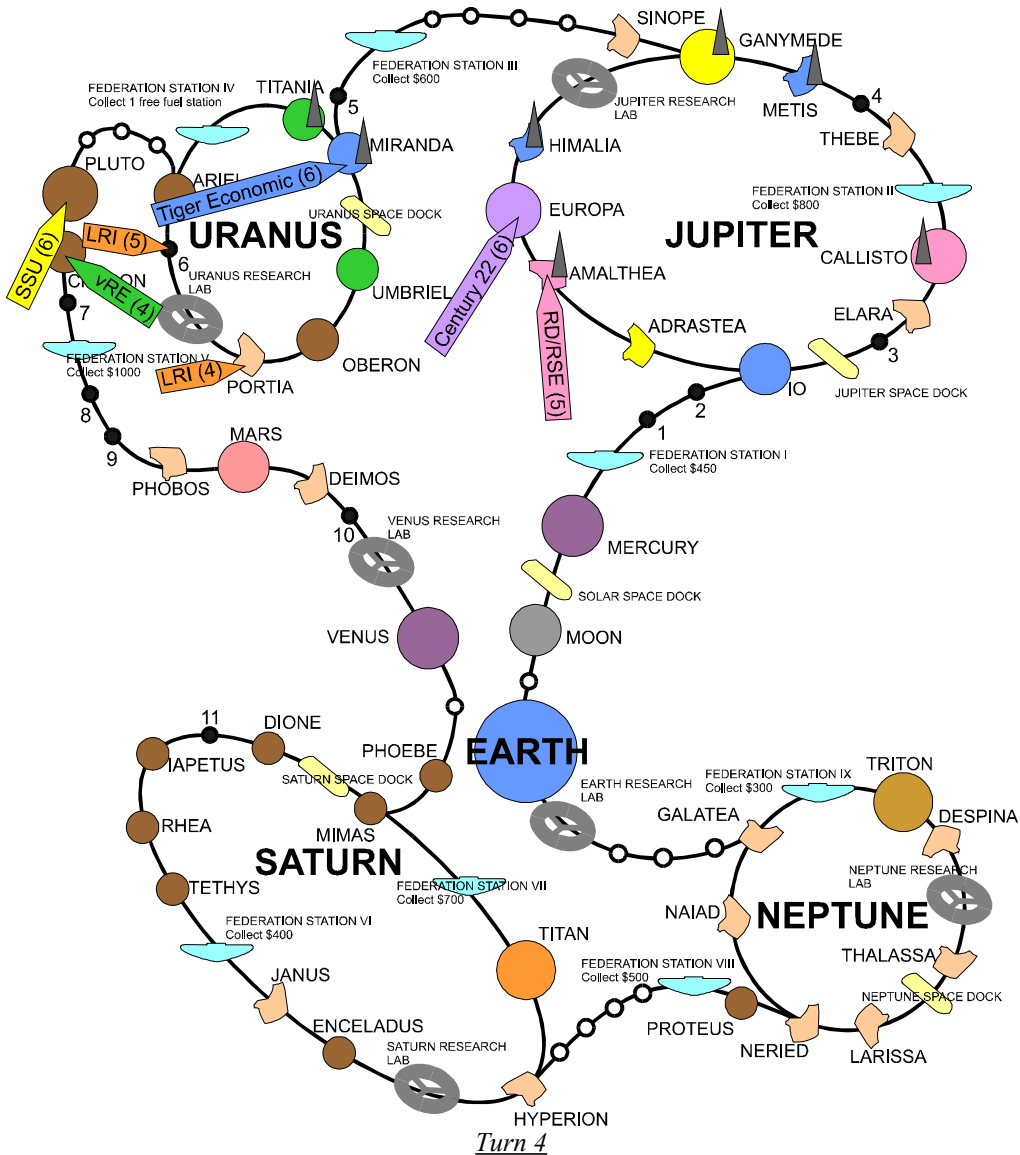 SINOPE
GANYMEDE
FEDERATION STATION III
Collect $600
FEDERATION STATION IV
Collect 1 free fuel station
TITANIA
JUPITER RESEARCH
LAB
METIS
4
5
THEBE
PLUTO
MIRANDA
HIMALIA
ARIEL
Tiger Economic (6)
FEDERATION STATION II
Collect $800
URANUS SPACE DOCK
EUROPA
URANUS
JUPITER
SSU (6)
LRI (5)
6
CALLISTO
URANUS RESEARCH
LAB
Century 22 (6)
AMALTHEA
vRE (4)
UMBRIEL
7
RD/RSE (5)
ELARA
ADRASTEA
3
OBERON
FEDERATION STATION V
Collect $1000
LRI (4)
PORTIA
IO
JUPITER SPACE DOCK
8
2
1
MARS
9
FEDERATION STATION I
Collect $450
PHOBOS
DEIMOS
10
VENUS RESEARCH
LAB
MERCURY
SOLAR SPACE DOCK
VENUS
MOON
11
DIONE
PHOEBE
EARTH
IAPETUS
SATURN SPACE DOCK
EARTH RESEARCH
LAB
FEDERATION STATION IX
Collect $300
TRITON
GALATEA
DESPINA
RHEA
MIMAS
SATURN
NEPTUNE RESEARCH
LAB
TETHYS
FEDERATION STATION VII
Collect $700
NAIAD
NEPTUNE
FEDERATION STATION VI
Collect $400
TITAN
THALASSA
JANUS
FEDERATION STATION VIII
Collect $500
NEPTUNE SPACE DOCK
ENCELADUS
PROTEUS
SATURN RESEARCH
LAB
NERIED
LARISSA
HYPERION
Turn 4